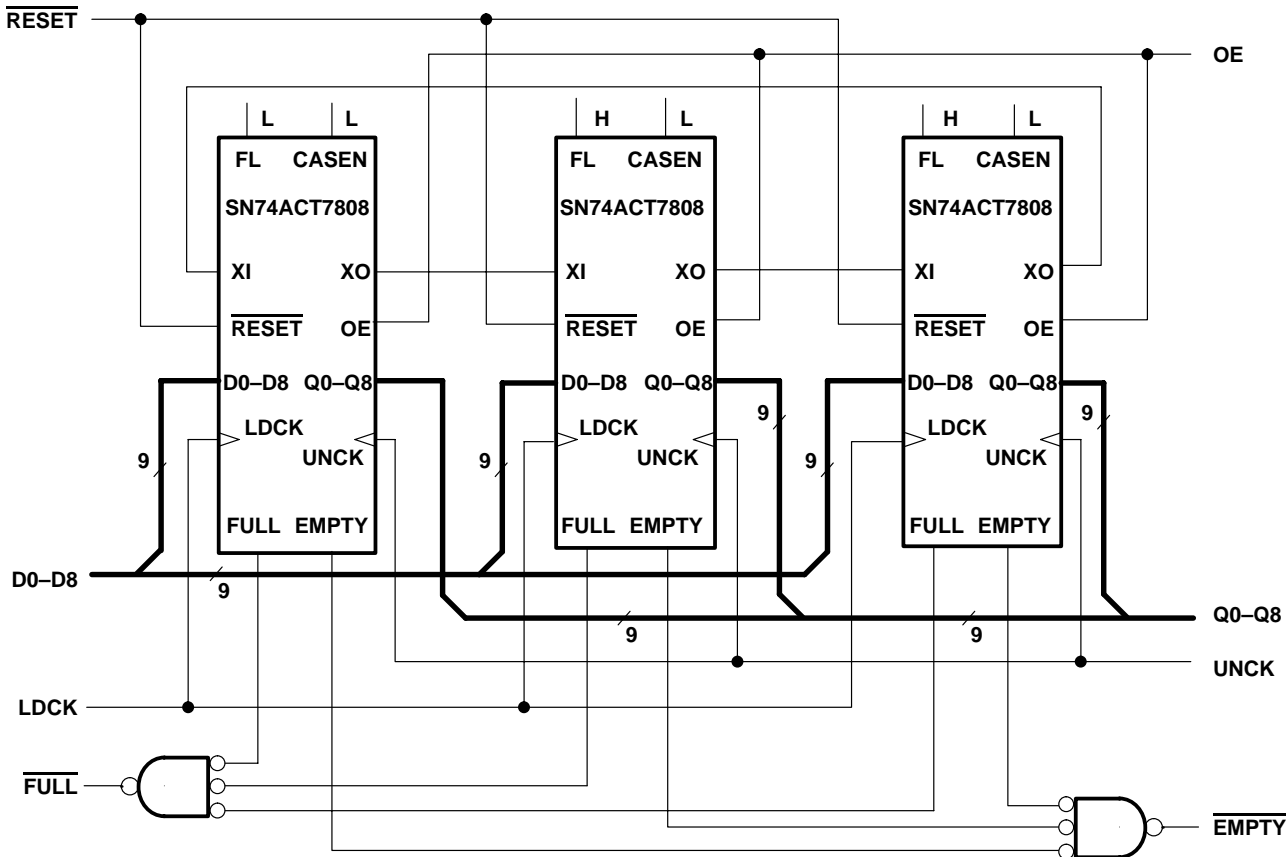 RESET
OE
L L
H L
H L
FL CASEN
FL CASEN
FL CASEN
SN74ACT7808
SN74ACT7808
SN74ACT7808
XI XO
XI XO
XI XO
RESET OE
RESET OE
RESET OE
D0–D8 Q0–Q8
D0–D8 Q0–Q8
D0–D8 Q0–Q8
9
9
LDCK
LDCK
LDCK
UNCK
UNCK
UNCK
9
9
9
FULL EMPTY
FULL EMPTY
FULL EMPTY
D0–D8
9
Q0–Q8
9
9
UNCK
LDCK
FULL
EMPTY